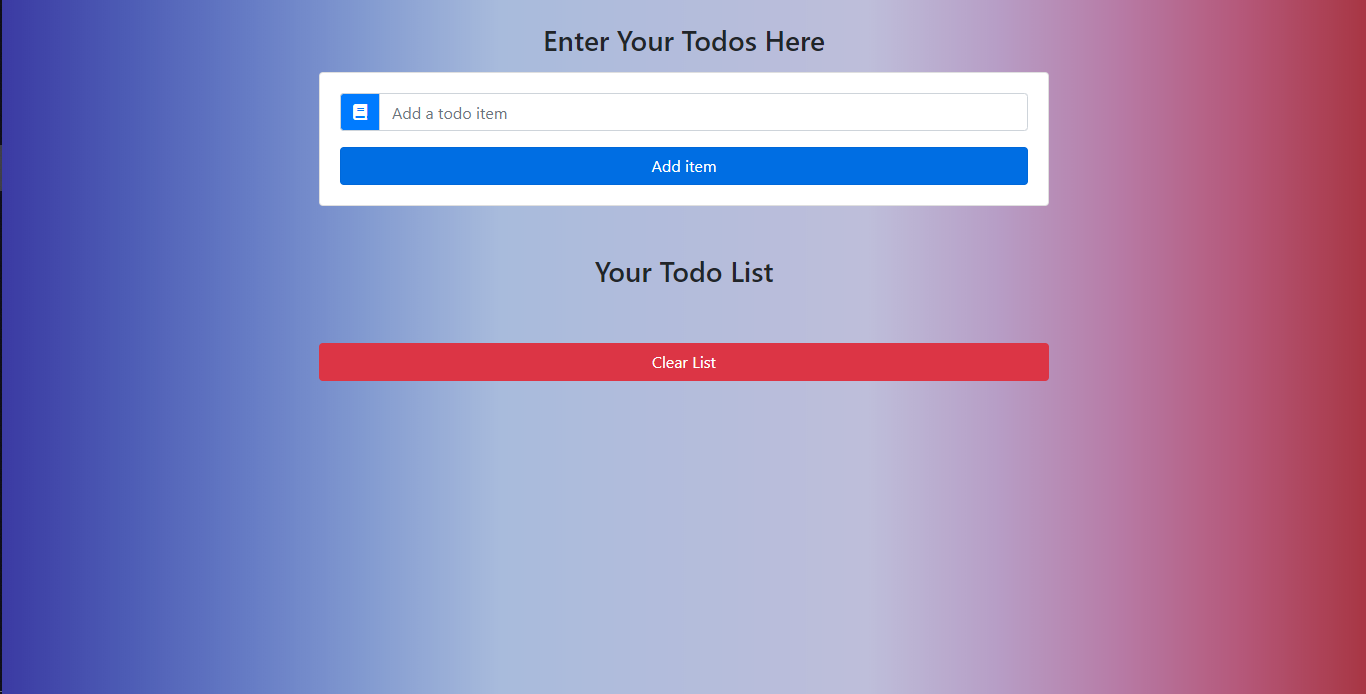 Enter Your Todos Here
Add a todo item
Add item
Your Todo List
Clear List